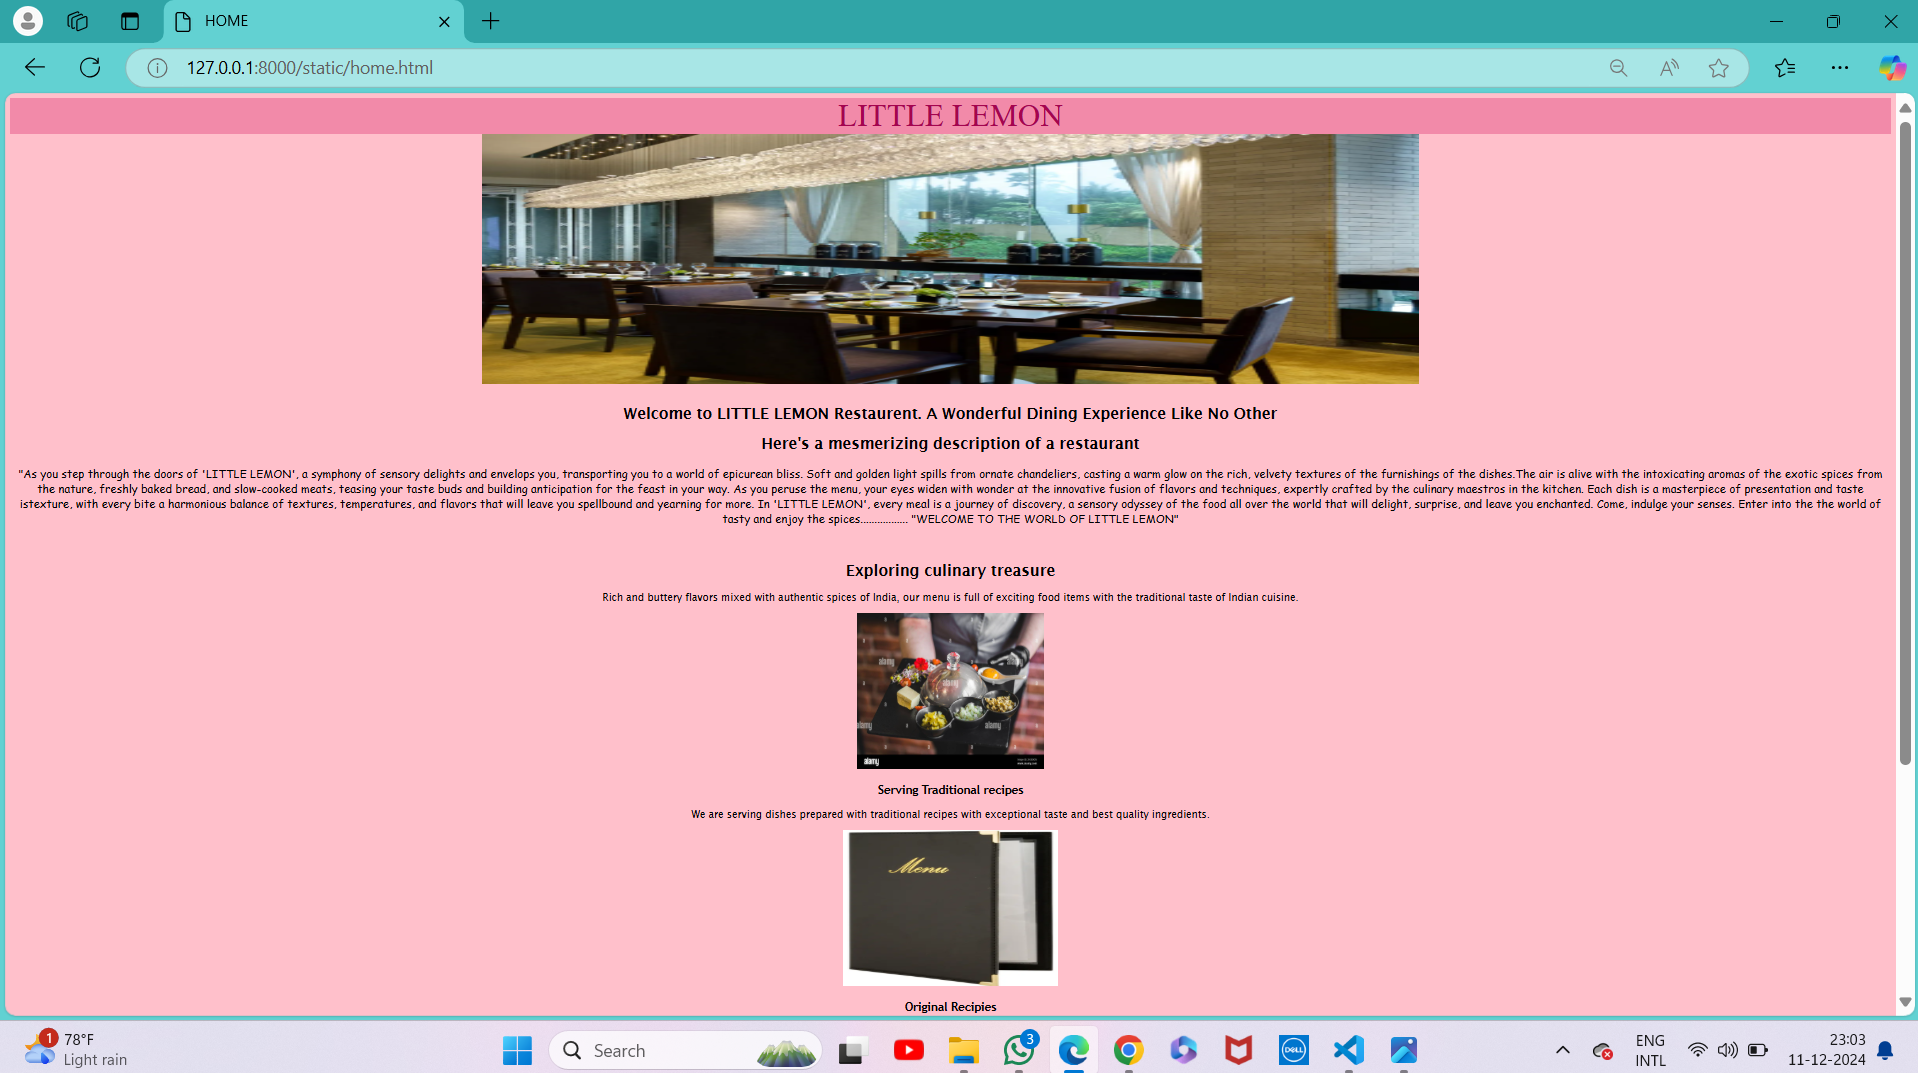 HOME
127.0.0.1:8000/static/home.html
LITTLE LEMON
Welcome to LITTLE LEMON Restaurent. A Wonderful Dining Experience Like No Other
Here's a mesmerizing description of a restaurant
"As you step through the doors of 'LITTLE LEMON', a symphony of sensory delights and envelops you, transporting you to a world of epicurean bliss. Soft and golden light spills from ornate chandeliers, casting a warm glow on the rich, velvety textures of the furnishings of the dishes.The air is alive with the intoxicating aromas of the exotic spices from
the nature, freshly baked bread, and slow-cooked meats, teasing your taste buds and building anticipation for the feast in your way. As you peruse the menu, your eyes widen with wonder at the innovative fusion of flavors and techniques, expertly crafted by the culinary maestros in the kitchen. Each dish is a masterpiece of presentation and taste
istexture, with every bite a harmonious balance of textures, temperatures, and flavors that will leave you spellbound and yearning for more. In 'LITTLE LEMON', every meal is a journey of discovery, a sensory odyssey of the food all over the world that will delight, surprise, and leave you enchanted. Come, indulge your senses. Enter into the the world of
tasty and enjoy the spices................. "WELCOME TO THE WORLD OF LITTLE LEMON"
Exploring culinary treasure
Rich and buttery flavors mixed with authentic spices of India, our menu is full of exciting food items with the traditional taste of Indian cuisine.
alamy
alamy
alamy
alamy
alamy
alamy
Serving Traditional recipes
We are serving dishes prepared with traditional recipes with exceptional taste and best quality ingredients.
Menu
Original Recipies
1
78°F
Light rain
Search
3
DELL
ENG
INTL
23:03
11-12-2024